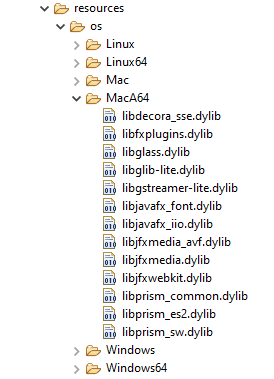 resources
os
Linux
Linux64
Mac
MacA64
libdecora_sse.dylib
libfxplugins.dylib
libglass.dylib
libglib-lite.dylib
libgstreamer-lite.dylib
libjavafx_font.dylib
libjavafx_iio.dylib
libjfxmedia_avf.dylib
libjfxmedia.dylib
libjfxwebkit.dylib
libprism_common.dylib
libprism_es2.dylib
libprism_sw.dylib
Windows
Windows64